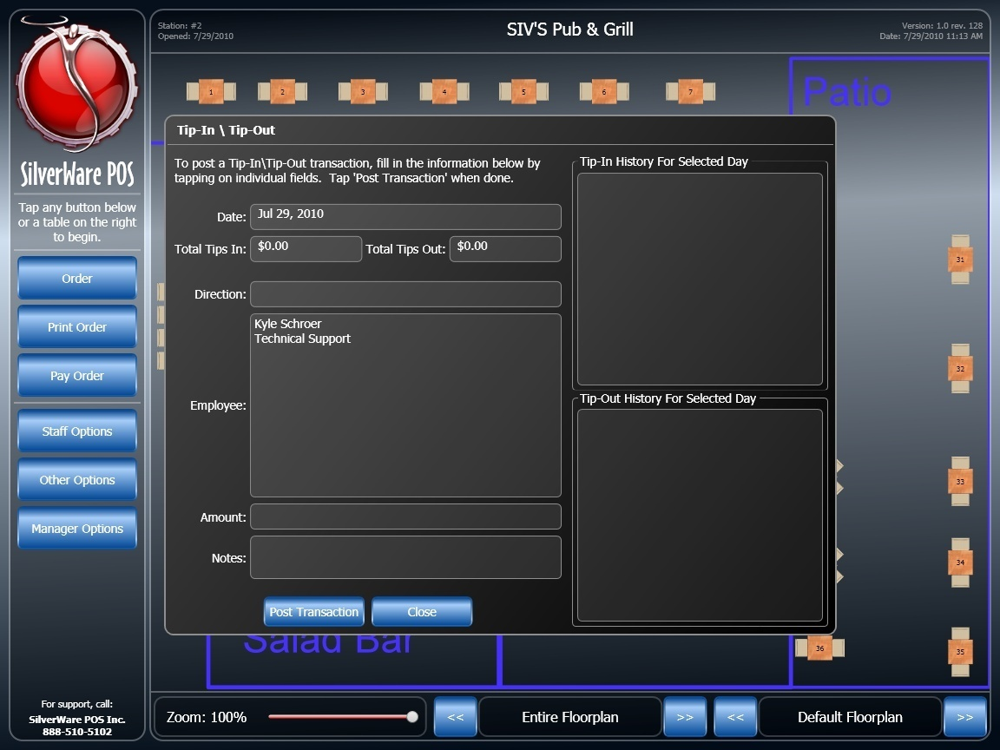 Station: #2
Opened: 7/29/2010
SIV'S Pub & Grill
Version: 1.0 rev. 128
Date: 7/29/2010 11:13 AM
SilverWare POS
Tap any button below
or a table on the right
to begin.
Order
Print Order
Pay Order
Staff Options
Other Options
Manager Options
For support, call:
SilverWare POS Inc.
888-510-5102
1
2
3
4
5
6
7
Patio
Tip-In \ Tip-Out
To post a Tip-In\Tip-Out transaction, fill in the information below by
tapping on individual fields. Tap 'Post Transaction' when done.
Date: Jul 29, 2010
Total Tips In: $0.00 Total Tips Out: $0.00
Direction:
Employee:
Kyle Schroer
Technical Support
Amount:
Notes:
Post Transaction
Close
Tip-In History For Selected Day
Tip-Out History For Selected Day
31
32
33
34
35
36
Salad Bar
Zoom: 100%
<<
Entire Floorplan
>>
<<
Default Floorplan
>>